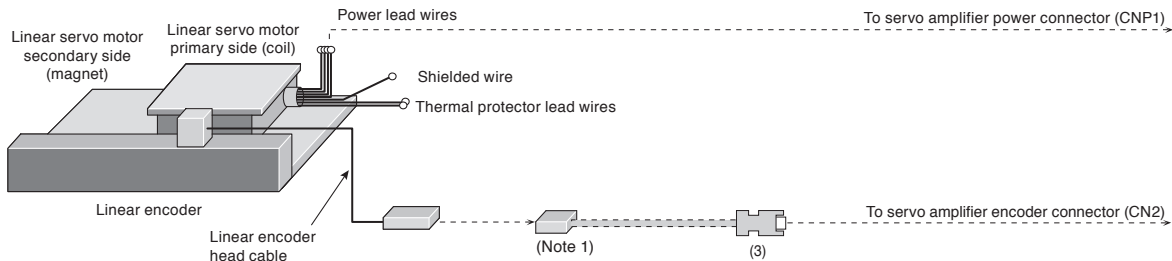 Power lead wires
To servo amplifier power connector (CNP1)
Linear servo motor
secondary side
(magnet)
Linear servo motor
primary side (coil)
Shielded wire
Thermal protector lead wires
Linear encoder
Linear encoder
head cable
(Note 1)
(3)
To servo amplifier encoder connector (CN2)